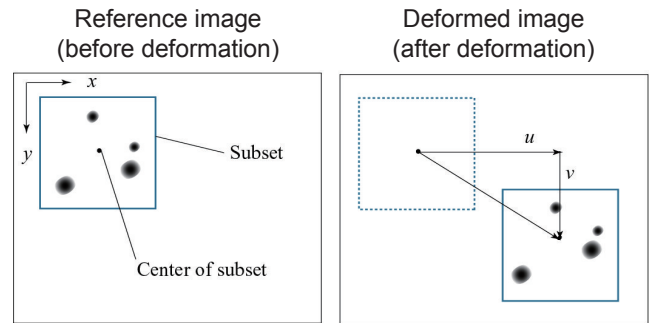 Reference image
(before deformation)
Deformed image
(after deformation)
x
y
Subset
Center of subset
u
v